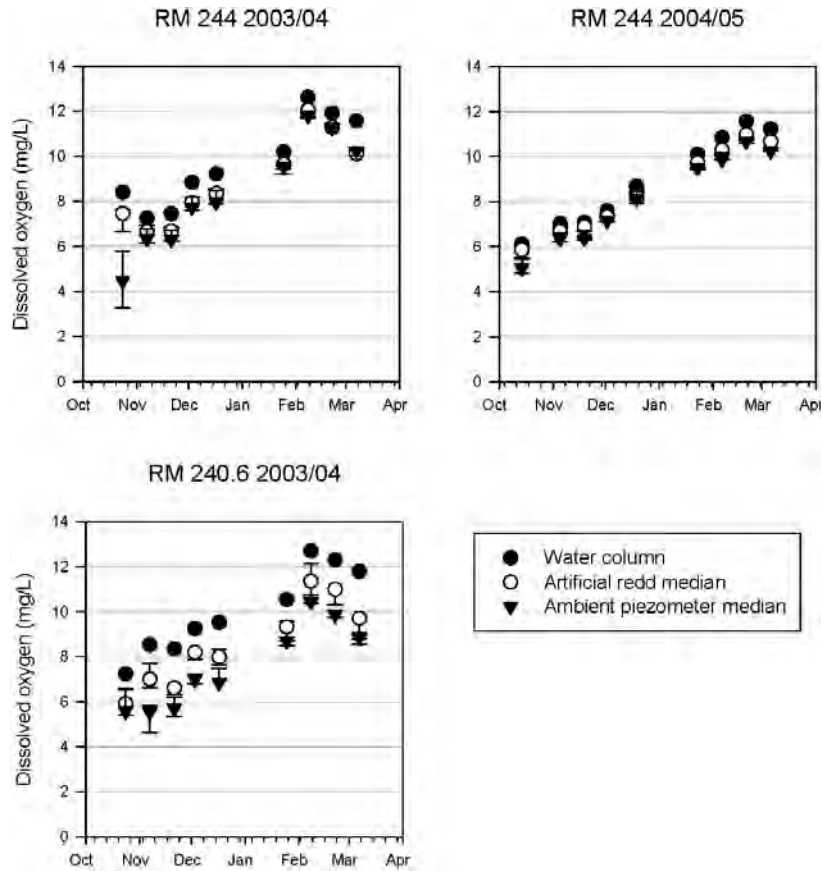 RM 244 2003/04
RM 244 2004/05
Dissolved oxygen (mg/L)
14
12
10
8
6
4
2
0
Oct Nov Dec Jan Feb Mar Apr
14
12
10
8
6
4
2
0
Oct Nov Dec Jan Feb Mar Apr
RM 240.6 2003/04
Dissolved oxygen (mg/L)
14
12
10
8
6
4
2
0
Oct Nov Dec Jan Feb Mar Apr
Water column
Artificial redd median
Ambient piezometer median